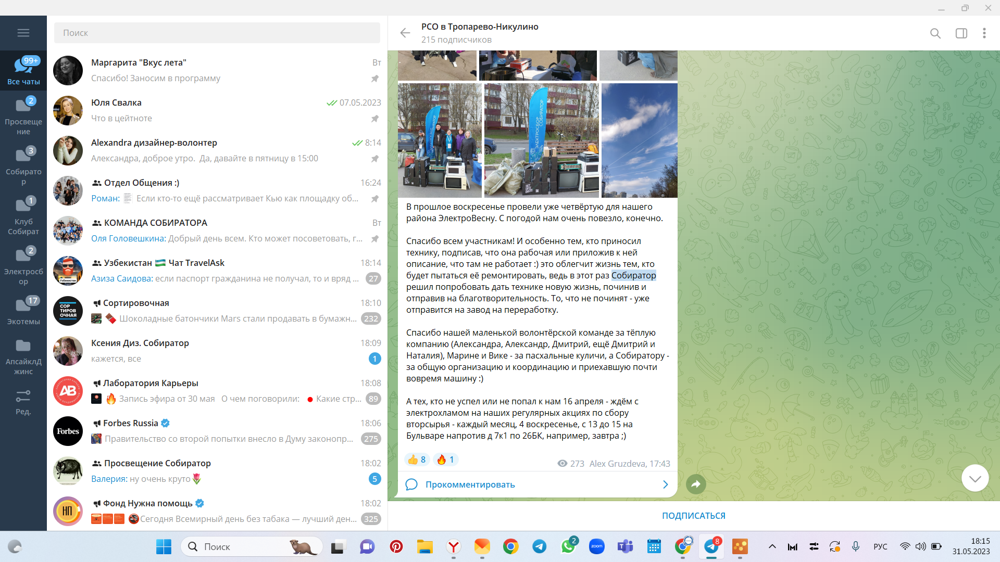 Поиск
99+
Все чаты
2
Просвеще
ние
3
Собирато
р
1
Клуб
Собират
2
Электросб
ор
17
Экотемы
АпсайклД
жинс
Ред.
Маргарита "Вкус лета"
Вт
Спасибо! Заносим в программу
Юля Свалка
07.05.2023
Что в цейтноте
Alexandra дизайнер-волонтер
8:14
Александра, доброе утро. Да, давайте в пятницу в 15:00
Отдел Общения :)
16:24
Роман: Если кто-то ещё рассматривает Кью как площадку об...
КОМАНДА СОБИРАТОРА
Вт
Оля Головешкина: Добрый день всем. Кто может посоветовать, г...
Узбекистан
Узбекистан Чат TravelAsk
18:14
Азиза Саидова: если паспорт гражданина не получал, то и вряд ...
27
СОР
ТИРОВ
ОЧНАЯ
Сортировочная
18:10
Шоколадные батончики Mars стали продавать в бумажн...
232
Ксения Диз. Собиратор
18:09
кажется, все
1
АВ
Лаборатория Карьеры
18:08
Запись эфира от 30 мая О чем поговорили: Какие стр...
89
Forbes
Forbes Russia
18:06
Правительство со второй попытки внесло в Думу законопр...
275
Просвещение Собиратор
18:02
Валерия: ну очень круто
5
НП
Фонд Нужна помощь
18:02
Сегодня Всемирный день без табака — лучший ден...
325
РСО в Тропарево-Никулино
215 подписчиков
ЭЛЕКТРОСБОР
СОБИРАТОР
В прошлое воскресенье провели уже четвёртую для нашего
района ЭлектроВесну. С погодой нам очень повезло, конечно.
Спасибо всем участникам! И особенно тем, кто приносил
технику, подписав, что она рабочая или приложив к ней
описание, что там не работает :) это облегчит жизнь тем, кто
будет пытаться её ремонтировать, ведь в этот раз Собиратор
решил попробовать дать технике новую жизнь, починив и
отправив на благотворительность. То, что не починят - уже
отправится на завод на переработку.
Спасибо нашей маленькой волонтёрской команде за тёплую
компанию (Александра, Александр, Дмитрий, ещё Дмитрий и
Наталия), Марине и Вике - за пасхальные куличи, а Собиратору -
за общую организацию и координацию и приехавшую почти
вовремя машину :)
А тех, кто не успел или не попал к нам 16 апреля - ждём с
электрохламом на наших регулярных акциях по сбору
вторсырья - каждый месяц, 4 воскресенье, с 13 до 15 на
Бульваре напротив д 7к1 по 26БК, например, завтра ;)
8
1
273 Alex Gruzdeva, 17:43
Прокомментировать
ПОДПИСАТЬСЯ
Поиск
2
zoom
8
РУС
18:15
31.05.2023